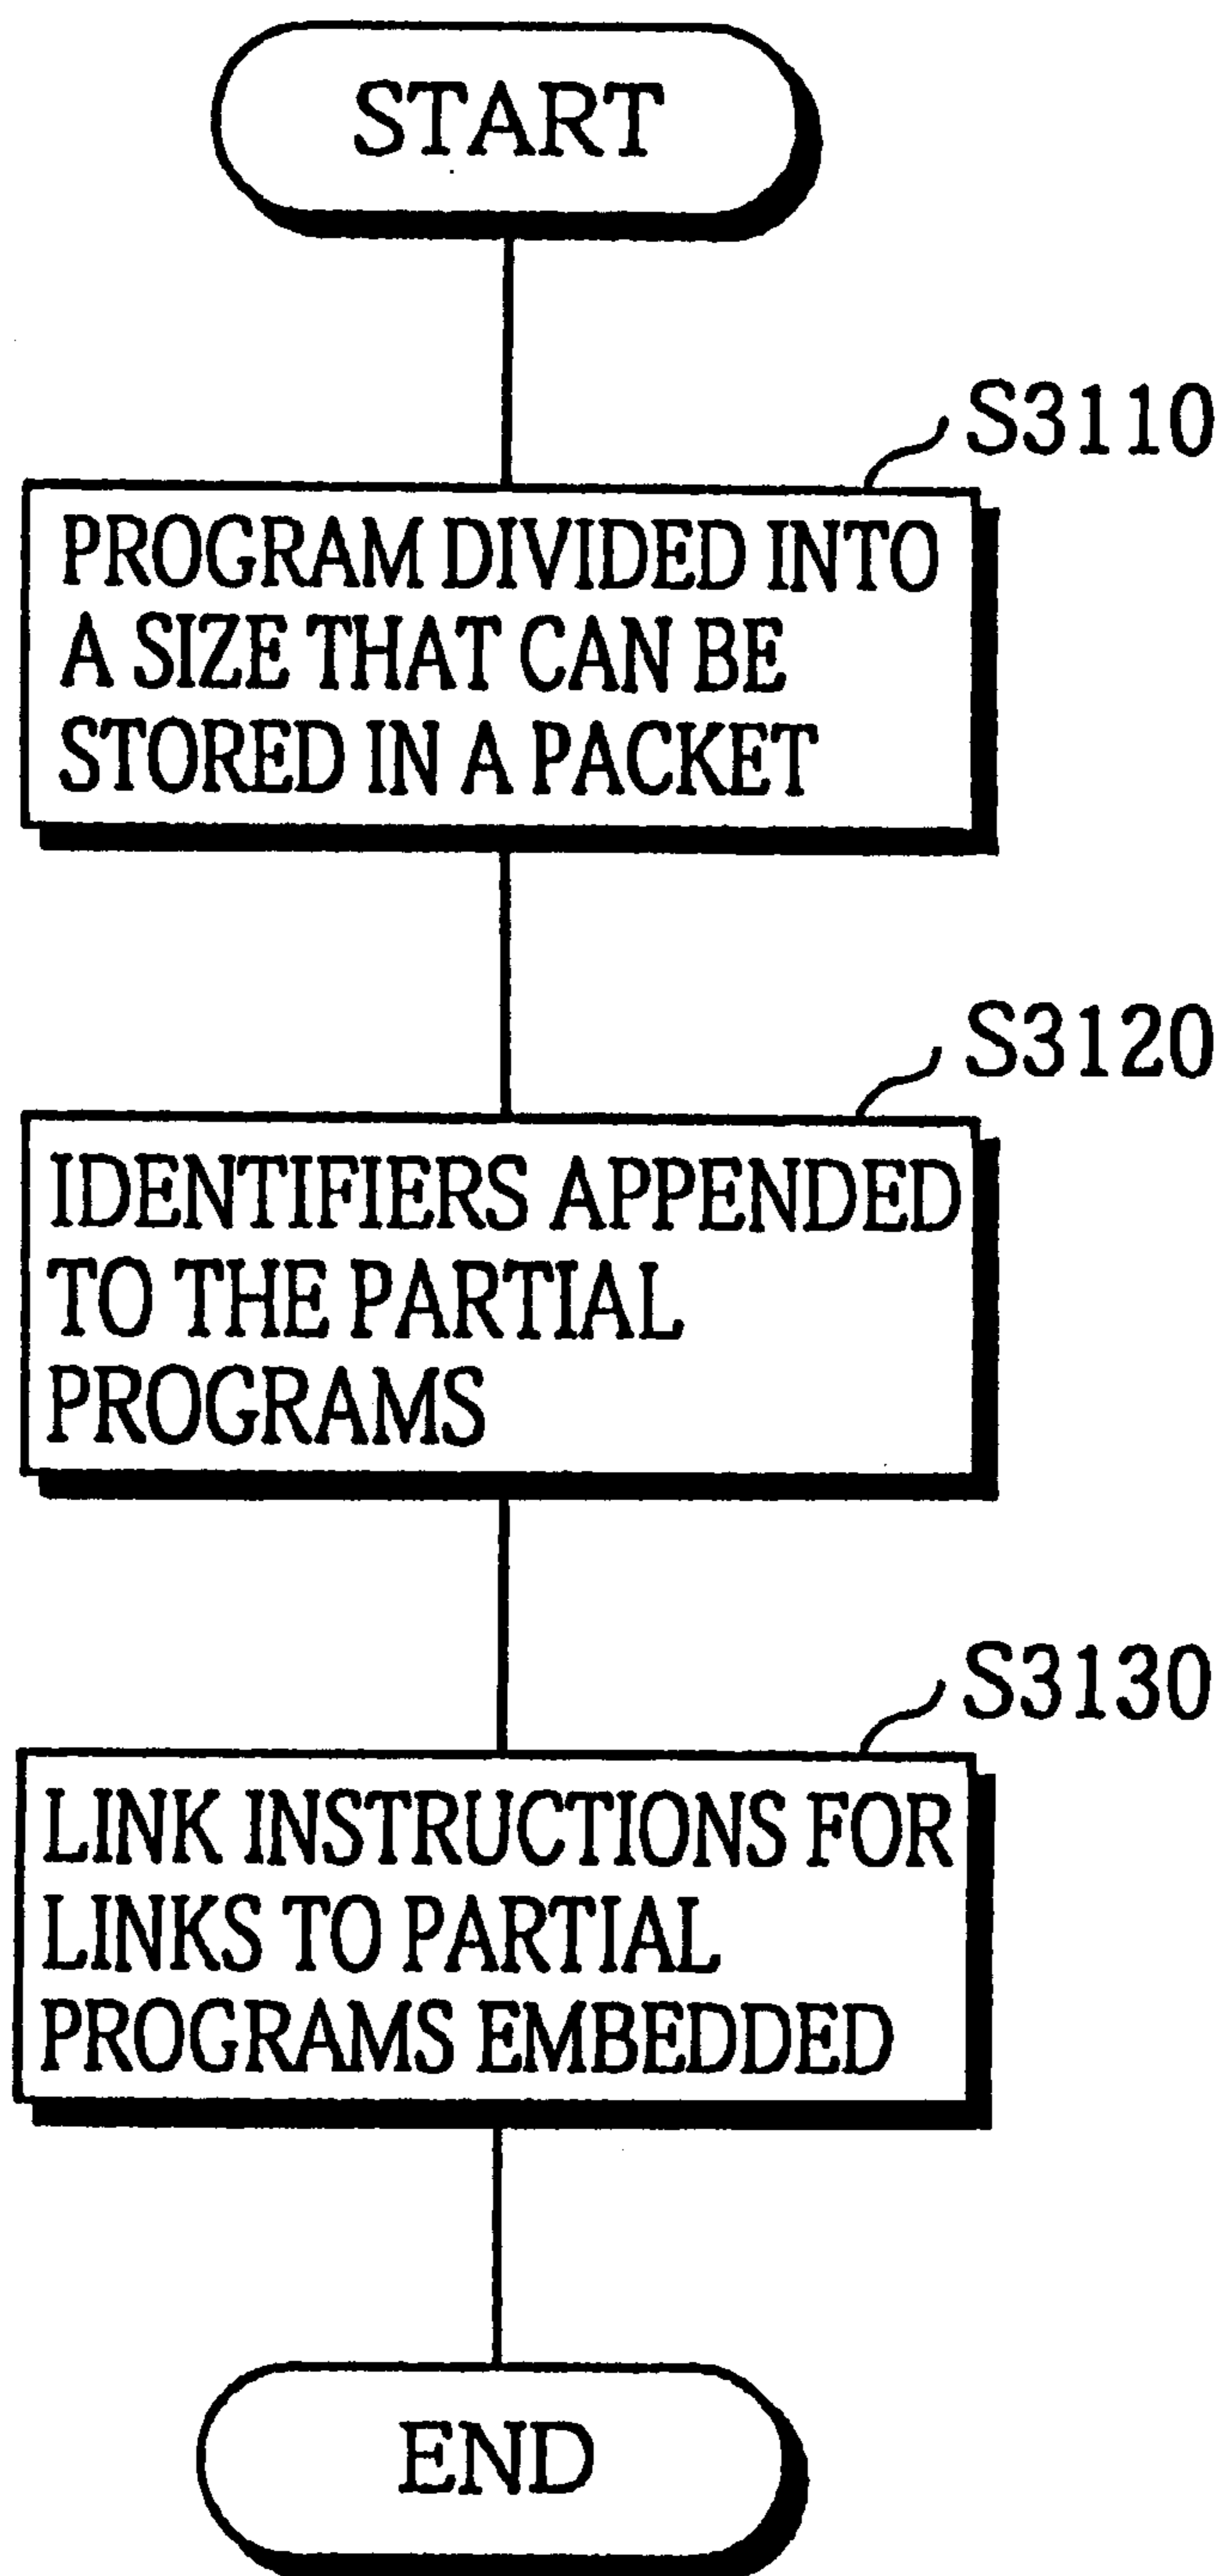 START
S3110
PROGRAM DIVIDED INTO
A SIZE THAT CAN BE
STORED IN A PACKET
S3120
IDENTIFIERS APPENDED
TO THE PARTIAL
PROGRAMS
S3130
LINK INSTRUCTIONS FOR
LINKS TO PARTIAL
PROGRAMS EMBEDDED
END